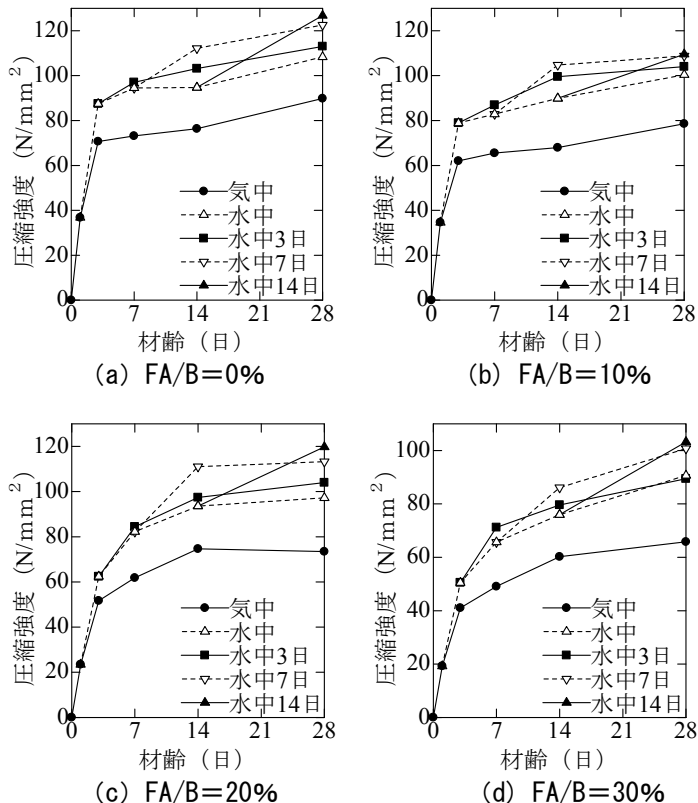 120
100
80
60
40
20
0
圧縮強度 (N/mm²)
気中
水中
水中3日
水中7日
水中14日
0 7 14 21 28
材齢(日)
(a) FA/B=0%
120
100
80
60
40
20
0
圧縮強度 (N/mm²)
気中
水中
水中3日
水中7日
水中14日
0 7 14 21 28
材齢(日)
(b) FA/B=10%
120
100
80
60
40
20
0
圧縮強度 (N/mm²)
気中
水中
水中3日
水中7日
水中14日
0 7 14 21 28
材齢(日)
(c) FA/B=20%
100
80
60
40
20
0
圧縮強度 (N/mm²)
気中
水中
水中3日
水中7日
水中14日
0 7 14 21 28
材齢(日)
(d) FA/B=30%